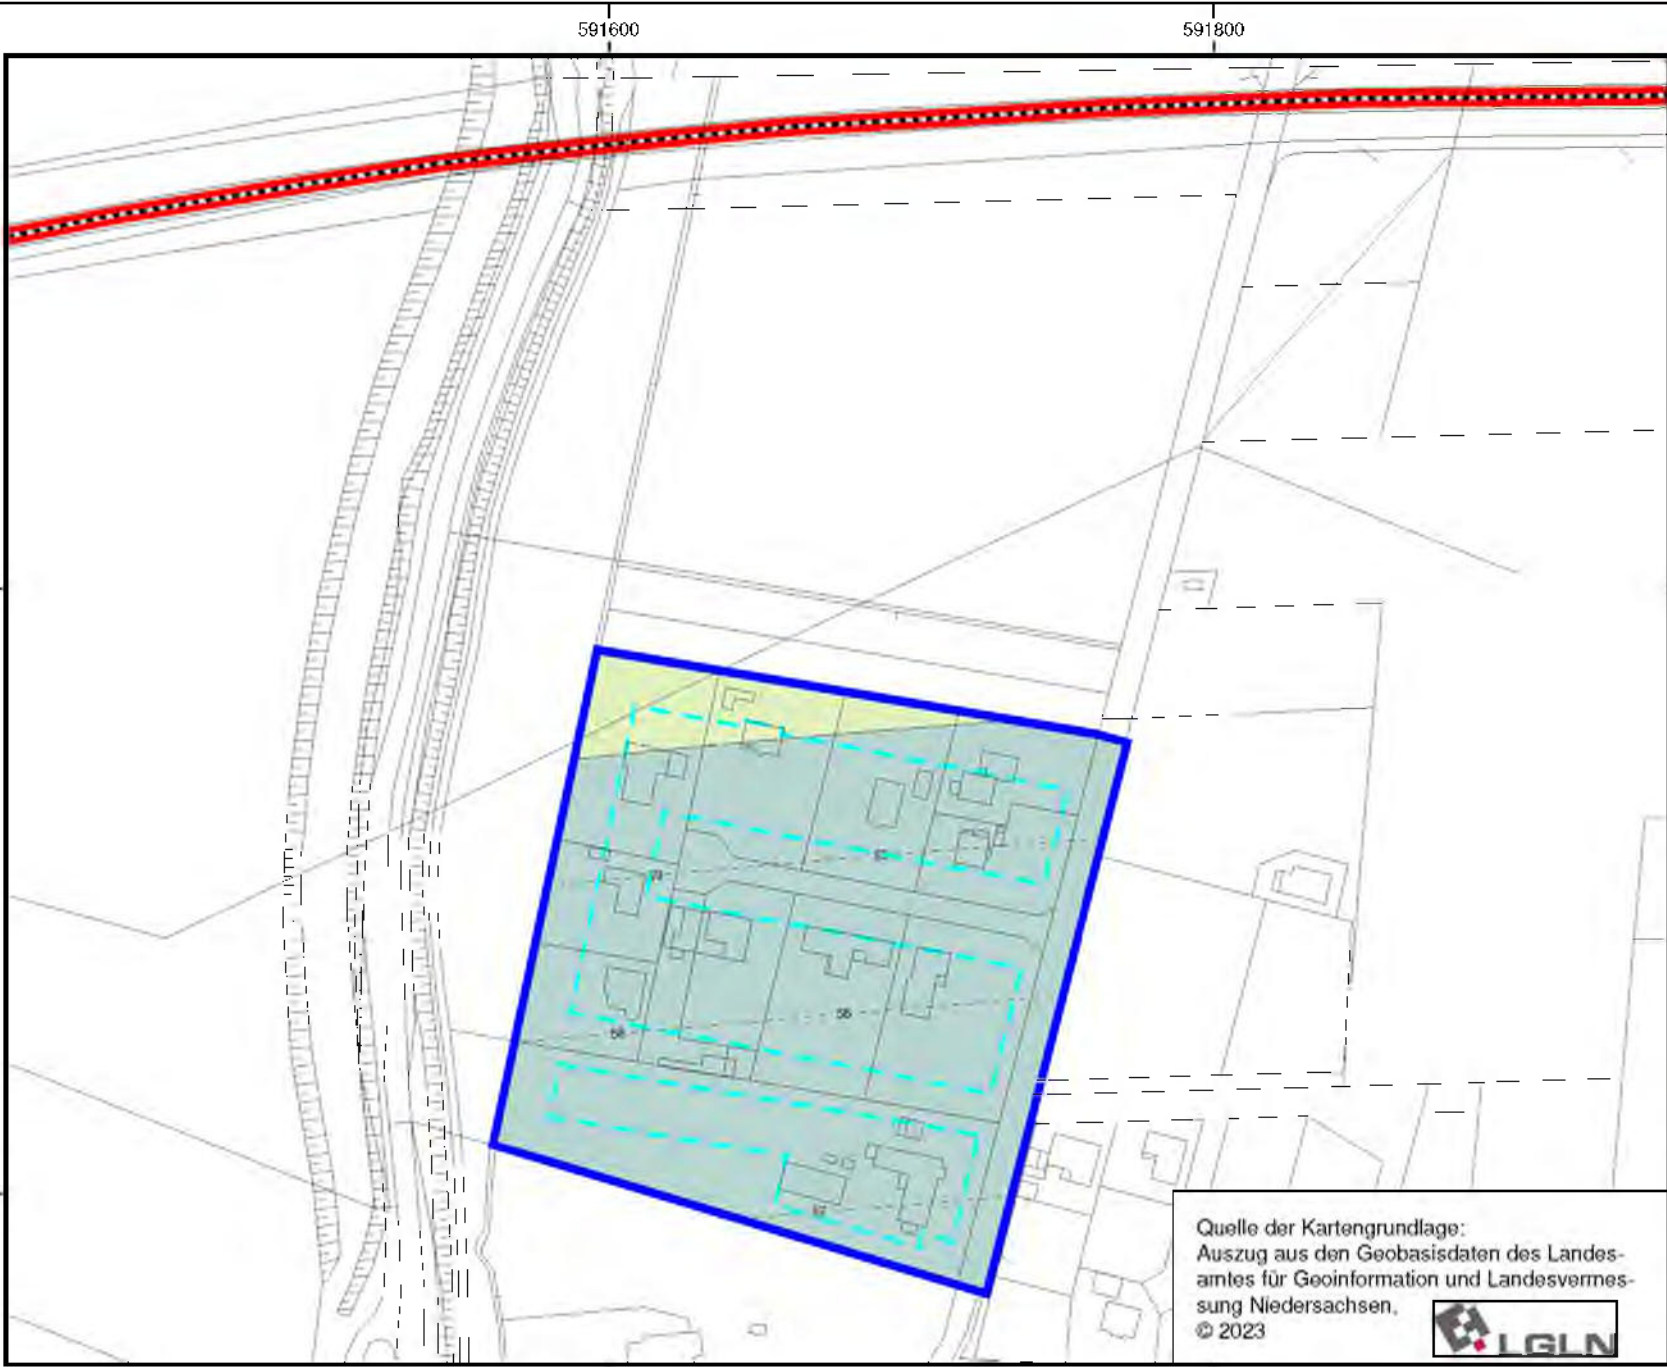 591600
591800
56
Quelle der Kartengrundlage:
Auszug aus den Geobasisdaten des Landes-
amtes für Geoinformation und Landesvermes-
sung Niedersachsen,
© 2023
LGLN